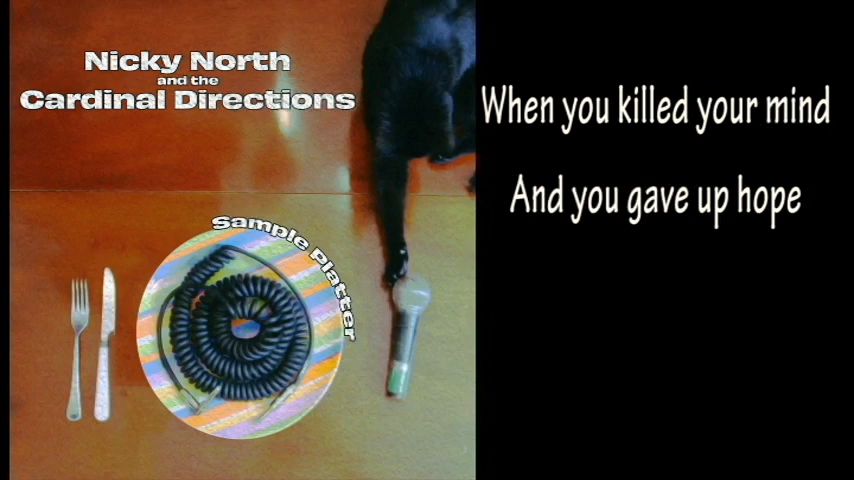 Nicky North
and the
Cardinal Directions
Sample Platter
When you killed your mind
And you gave up hope